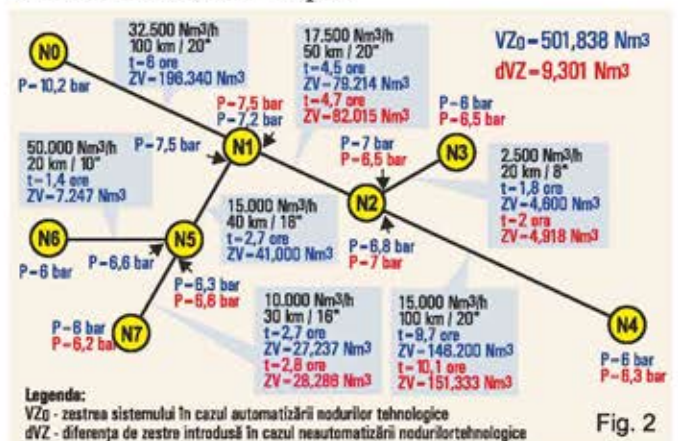 32.500 Nm3/h
100 km / 20"
t-6 ore
ZV-196.340 Nm3
17.500 Nm3/h
50 km / 20"
t-4,5 ore
ZV-79.214 Nm3
t-4,7 ore
ZV-82.015 Nm3
VZ0-501,838 Nm3
dVZ-9,301 Nm3
N0
P-10,2 bar
P-7,5 bar
P-7,2 bar
P-6 bar
P-6,5 bar
50.000 Nm3/h
20 km / 10"
t-1,4 ore
ZV-7.247 Nm3
P-7,5 bar
N1
P-7 bar
P-6,5 bar
N3
2.500 Nm3/h
20 km / 8"
t-1,8 ore
ZV-4,600 Nm3
t-2 ore
ZV-4,918 Nm3
15.000 Nm3/h
40 km / 16"
t-2,7 ore
ZV-41,000 Nm3
N2
N6
N5
P-6 bar
P-6,6 bar
P-6,8 bar
P-7 bar
P-6,3 bar
P-6,6 bar
P-6 bar
P-6,2 bar
N7
10.000 Nm3/h
30 km / 16"
t-2,7 ore
ZV-27,237 Nm3
t-2,8 ore
ZV-28,286 Nm3
15.000 Nm3/h
100 km / 20"
t-9,7 ore
ZV-146.200 Nm3
t-10,1 ore
ZV-151,333 Nm3
N4
P-6 bar
P-6,3 bar
Legenda:
VZ0 - zestrea sistemului în cazul automatizării nodurilor tehnologice
dVZ - diferența de zestre introdusă în cazul neautomatizării nodurilortehnologice
Fig. 2